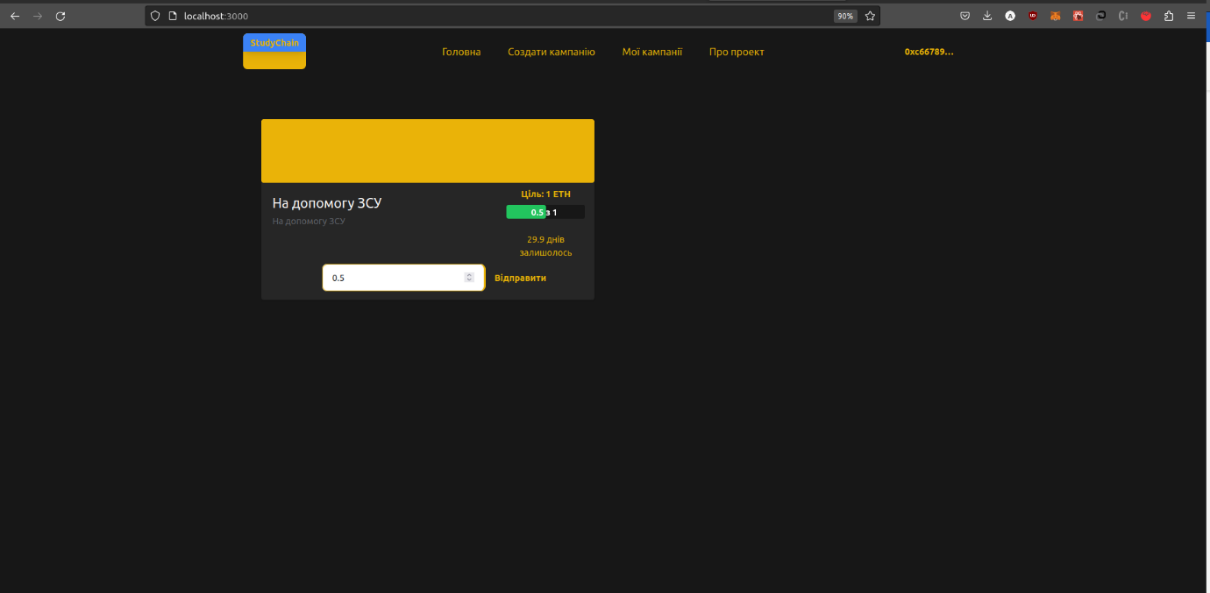 localhost:3000
90%
StudyChain
Головна
Создати кампанію
Мої кампанії
Про проект
0xc66789...
Ціль: 1 ETH
На допомогу ЗСУ
0.5 з 1
На допомогу ЗСУ
29.9 днів
залишолось
0.5
Відправити